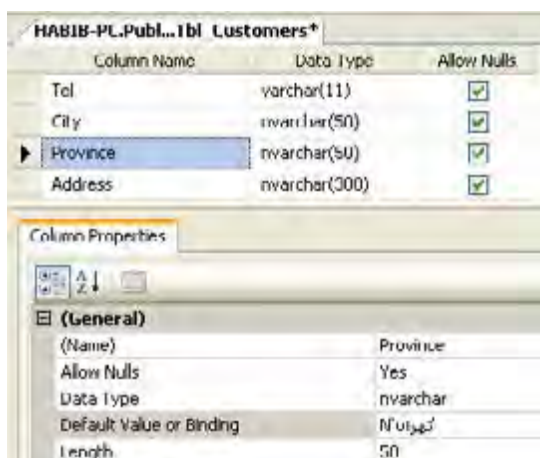 HABIB-PC.Publ...Tbl_Customers*
Column Name Data Type Allow Nulls
Tel varchar(11)
City nvarchar(50)
Province nvarchar(50)
Address nvarchar(300)
Column Properties
(General)
(Name) Province
Allow Nulls Yes
Data Type nvarchar
Default Value or Binding
Length 50